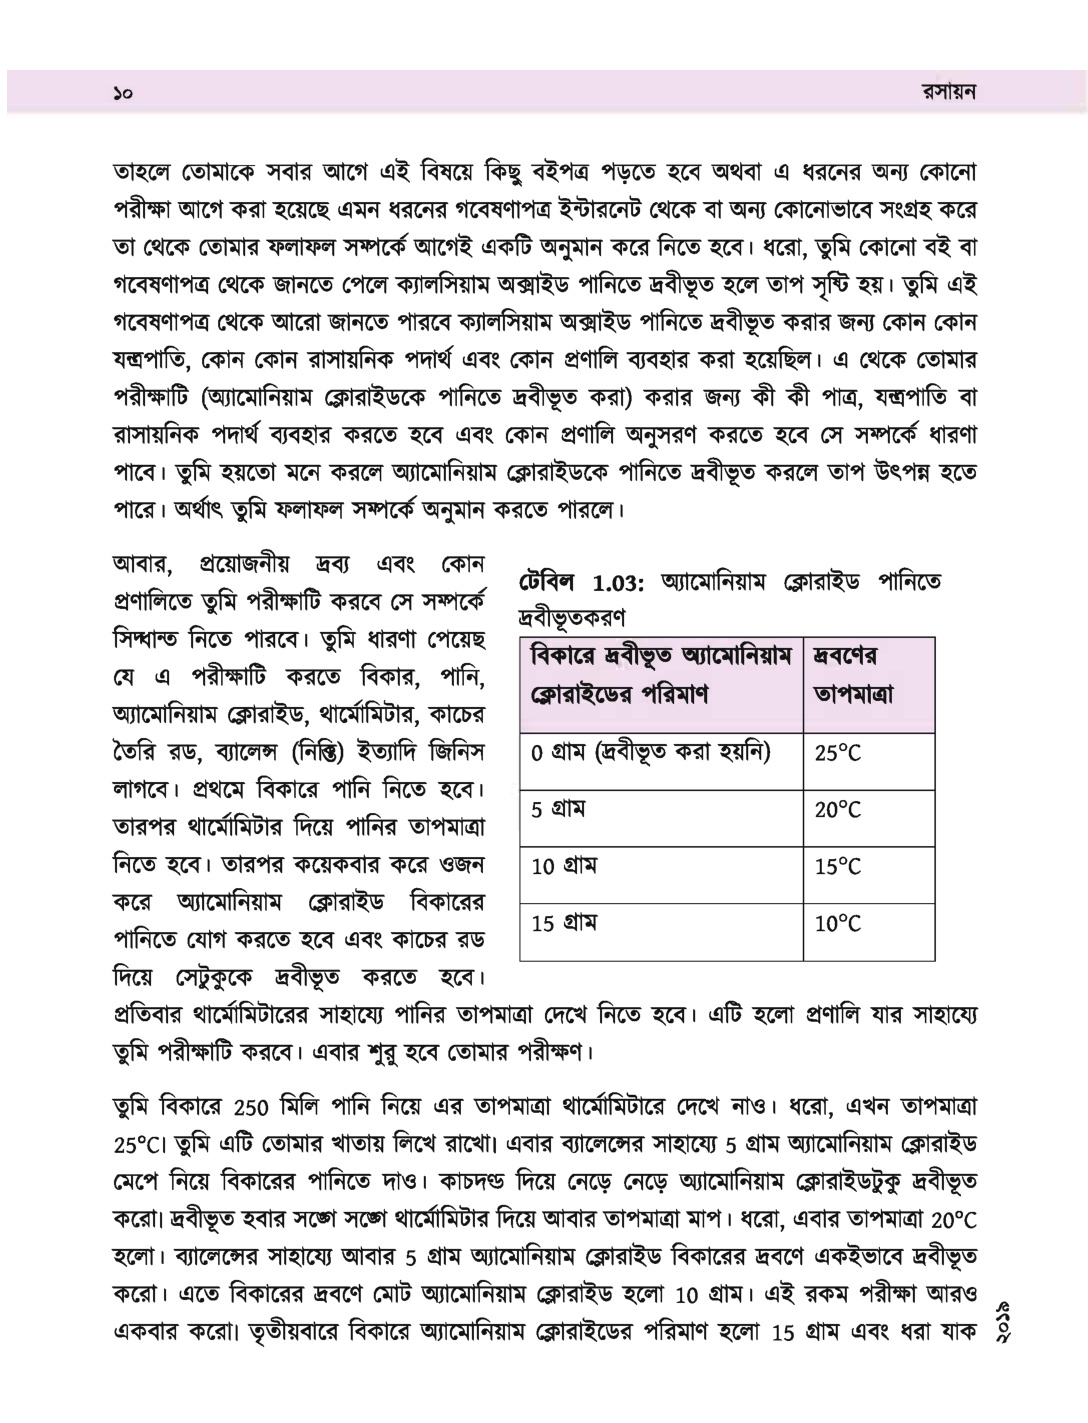 ১০
রসায়ন
তাহলে তোমাকে সবার আগে এই বিষয়ে কিছু বইপত্র পড়তে হবে অথবা এ ধরনের অন্য কোনো
পরীক্ষা আগে করা হয়েছে এমন ধরনের গবেষণাপত্র ইন্টারনেট থেকে বা অন্য কোনোভাবে সংগ্রহ করে
তা থেকে তোমার ফলাফল সম্পর্কে আগেই একটি অনুমান করে নিতে হবে। ধরো, তুমি কোনো বই বা
গবেষণাপত্র থেকে জানতে পেলে ক্যালসিয়াম অক্সাইড পানিতে দ্রবীভূত হলে তাপ সৃষ্টি হয়। তুমি এই
গবেষণাপত্র থেকে আরো জানতে পারবে ক্যালসিয়াম অক্সাইড পানিতে দ্রবীভূত করার জন্য কোন কোন
যন্ত্রপাতি, কোন কোন রাসায়নিক পদার্থ এবং কোন প্রণালি ব্যবহার করা হয়েছিল। এ থেকে তোমার
পরীক্ষাটি (অ্যামোনিয়াম ক্লোরাইডকে পানিতে দ্রবীভূত করা) করার জন্য কী কী পাত্র, যন্ত্রপাতি বা
রাসায়নিক পদার্থ ব্যবহার করতে হবে এবং কোন প্রণালি অনুসরণ করতে হবে সে সম্পর্কে ধারণা
পাবে। তুমি হয়তো মনে করলে অ্যামোনিয়াম ক্লোরাইডকে পানিতে দ্রবীভূত করলে তাপ উৎপন্ন হতে
পারে। অর্থাৎ তুমি ফলাফল সম্পর্কে অনুমান করতে পারলে।
আবার, প্রয়োজনীয় দ্রব্য এবং কোন
প্রণালিতে তুমি পরীক্ষাটি করবে সে সম্পর্কে
সিদ্ধান্ত নিতে পারবে। তুমি ধারণা পেয়েছ
যে এ পরীক্ষাটি করতে বিকার, পানি,
অ্যামোনিয়াম ক্লোরাইড, থার্মোমিটার, কাচের
তৈরি রড, ব্যালেন্স (নিক্তি) ইত্যাদি জিনিস
লাগবে। প্রথমে বিকারে পানি নিতে হবে।
তারপর থার্মোমিটার দিয়ে পানির তাপমাত্রা
নিতে হবে। তারপর কয়েকবার করে ওজন
করে অ্যামোনিয়াম ক্লোরাইড বিকারের
পানিতে যোগ করতে হবে এবং কাচের রড
দিয়ে সেটুকুকে দ্রবীভূত করতে হবে।
টেবিল 1.03: অ্যামোনিয়াম ক্লোরাইড পানিতে
দ্রবীভূতকরণ
বিকারে দ্রবীভূত অ্যামোনিয়াম দ্রবণের
ক্লোরাইডের পরিমাণ তাপমাত্রা
0 গ্রাম (দ্রবীভূত করা হয়নি) 25°C
5 গ্রাম 20°C
10 গ্রাম 15°C
15 গ্রাম 10°C
প্রতিবার থার্মোমিটারের সাহায্যে পানির তাপমাত্রা দেখে নিতে হবে। এটি হলো প্রণালি যার সাহায্যে
তুমি পরীক্ষাটি করবে। এবার শুরু হবে তোমার পরীক্ষণ।
তুমি বিকারে 250 মিলি পানি নিয়ে এর তাপমাত্রা থার্মোমিটারে দেখে নাও। ধরো, এখন তাপমাত্রা
25°C। তুমি এটি তোমার খাতায় লিখে রাখো। এবার ব্যালেন্সের সাহায্যে 5 গ্রাম অ্যামোনিয়াম ক্লোরাইড
মেপে নিয়ে বিকারের পানিতে দাও। কাচদণ্ড দিয়ে নেড়ে নেড়ে অ্যামোনিয়াম ক্লোরাইডটুকু দ্রবীভূত
করো। দ্রবীভূত হবার সঙ্গে সঙ্গে থার্মোমিটার দিয়ে আবার তাপমাত্রা মাপ। ধরো, এবার তাপমাত্রা 20°C
হলো। ব্যালেন্সের সাহায্যে আবার 5 গ্রাম অ্যামোনিয়াম ক্লোরাইড বিকারের দ্রবণে একইভাবে দ্রবীভূত
করো। এতে বিকারের দ্রবণে মোট অ্যামোনিয়াম ক্লোরাইড হলো 10 গ্রাম। এই রকম পরীক্ষা আরও
একবার করো। তৃতীয়বারে বিকারে অ্যামোনিয়াম ক্লোরাইডের পরিমাণ হলো 15 গ্রাম এবং ধরা যাক
২০১৯